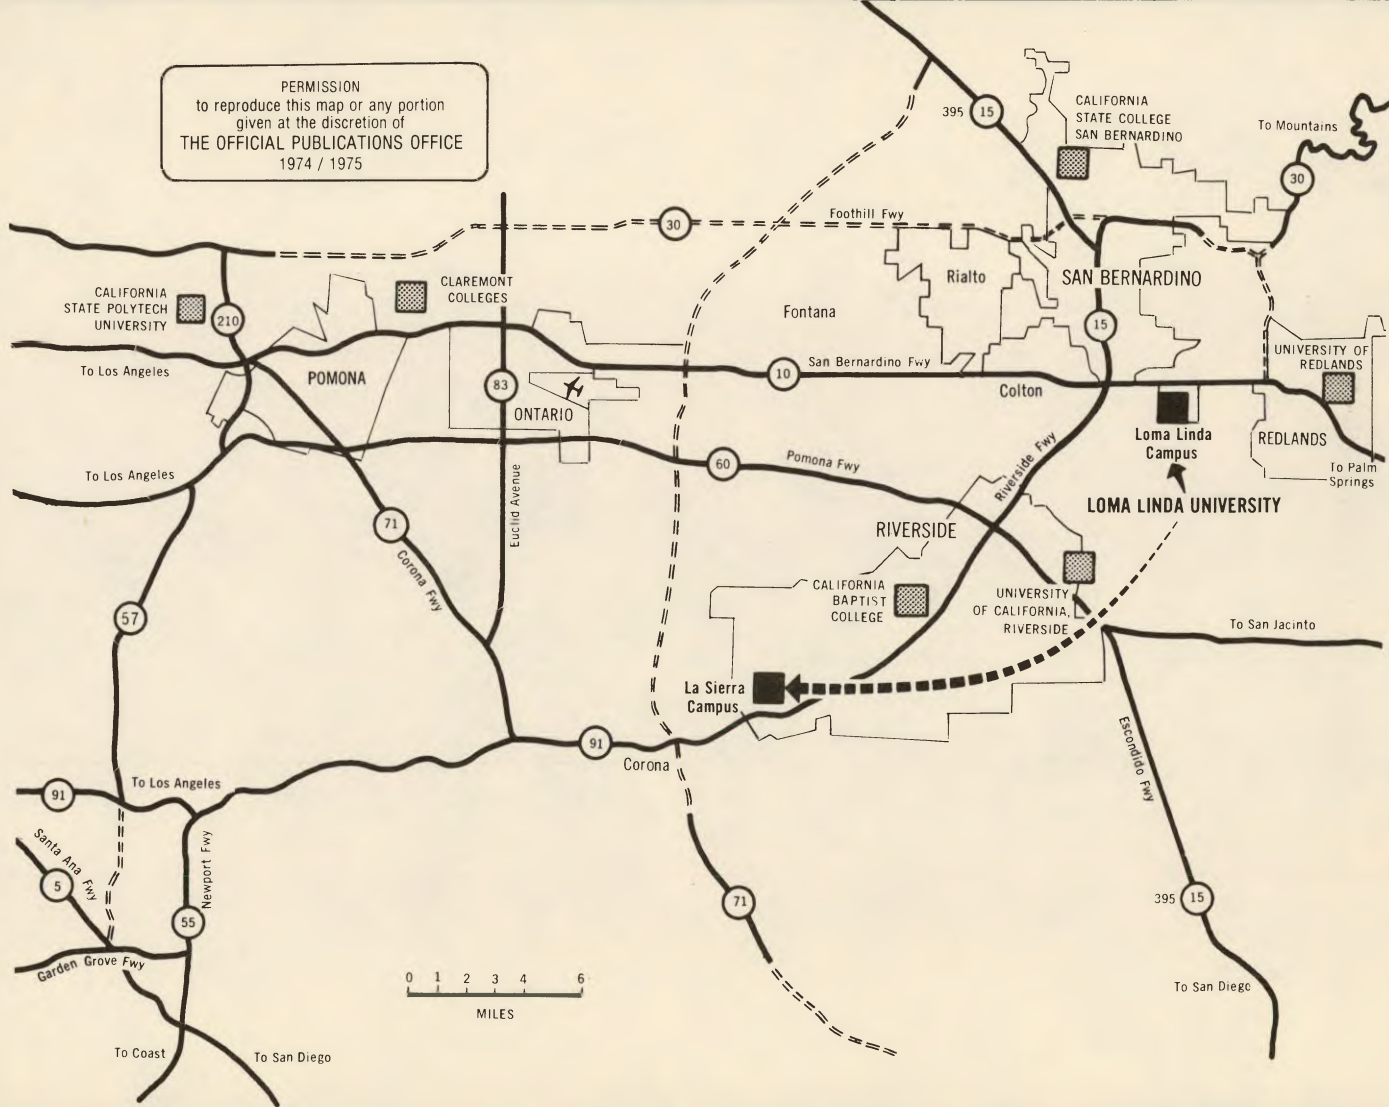 PERMISSION
to reproduce this map or any portion
given at the discretion of
THE OFFICIAL PUBLICATIONS OFFICE
1974 / 1975
395
15
CALIFORNIA
STATE COLLEGE
SAN BERNARDINO
To Mountains
30
30
Foothill Fwy
CALIFORNIA
STATE POLYTECH
UNIVERSITY
210
CLAREMONT
COLLEGES
Rialto
SAN BERNARDINO
Fontana
15
To Los Angeles
POMONA
83
ONTARIO
10
San Bernardino Fwy
Colton
UNIVERSITY OF
REDLANDS
Loma Linda
Campus
REDLANDS
To Palm
Springs
To Los Angeles
60
Pomona Fwy
Riverside Fwy
LOMA LINDA UNIVERSITY
71
Corona Fwy
Euclid Avenue
RIVERSIDE
CALIFORNIA
BAPTIST
COLLEGE
UNIVERSITY
OF CALIFORNIA,
RIVERSIDE
To San Jacinto
57
La Sierra
Campus
91
Corona
Escondido Fwy
91
To Los Angeles
Santa Ana Fwy
5
Newport Fwy
55
71
395
15
Garden Grove Fwy
0 1 2 3 4 6
MILES
To San Diego
To Coast
To San Diego